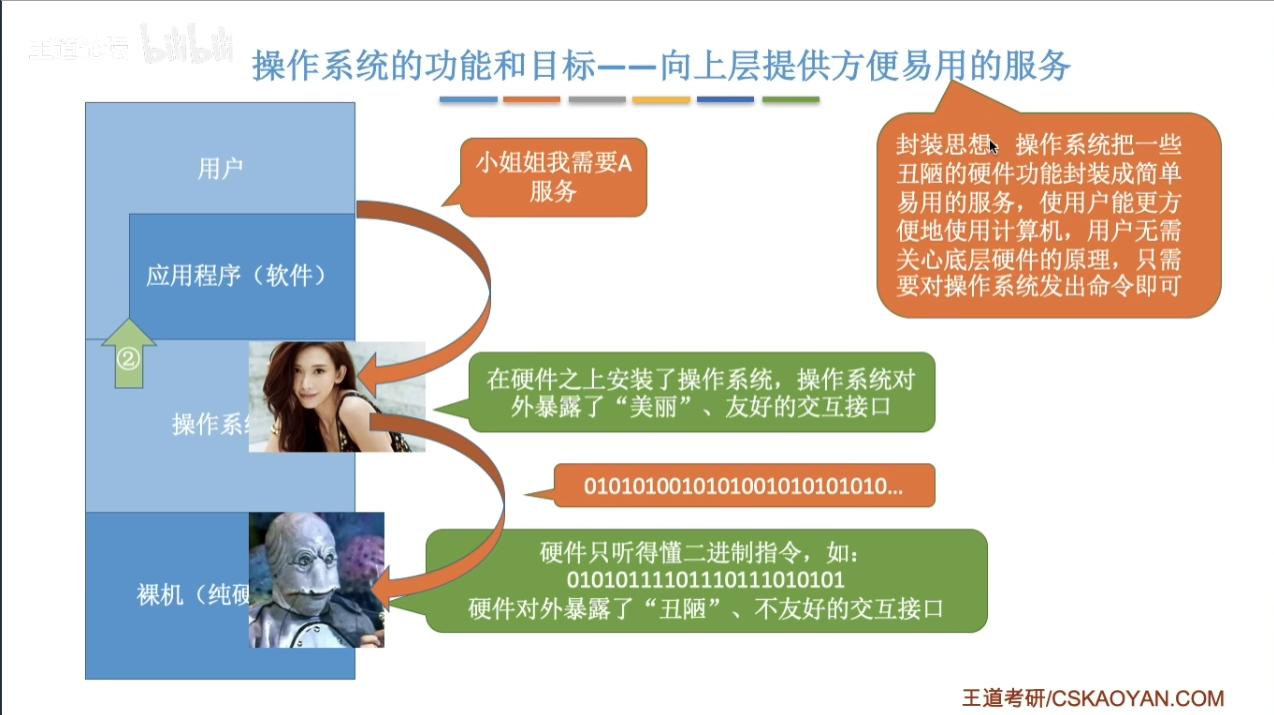 王道论坛 bilibili
操作系统的功能和目标——向上层提供方便易用的服务
用户
应用程序（软件）
②
操作系
裸机（纯硬
小姐姐我需要A
服务
封装思想：操作系统把一些
丑陋的硬件功能封装成简单
易用的服务，使用户能更方
便地使用计算机，用户无需
关心底层硬件的原理，只需
要对操作系统发出命令即可
在硬件之上安装了操作系统，操作系统对
外暴露了“美丽”、友好的交互接口
0101010010101001010101010…
硬件只听得懂二进制指令，如：
01010111101110111010101
硬件对外暴露了“丑陋”、不友好的交互接口
王道考研/CSKAOYAN.COM